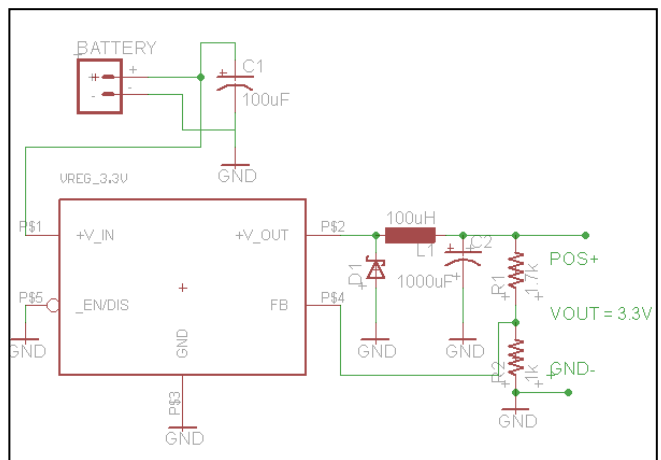 BATTERY
+
-
+
-
C1
100uF
GND
VREG_3.3V
P$1
+V_IN
+V_OUT
P$2
100uH
L1
C2
1000uF
D1
R1
1.7K
POS+
P$5
_EN/DIS
FB
P$4
VOUT = 3.3V
GND
GND
P$3
GND
GND
GND
R2
1K
GND-
GND